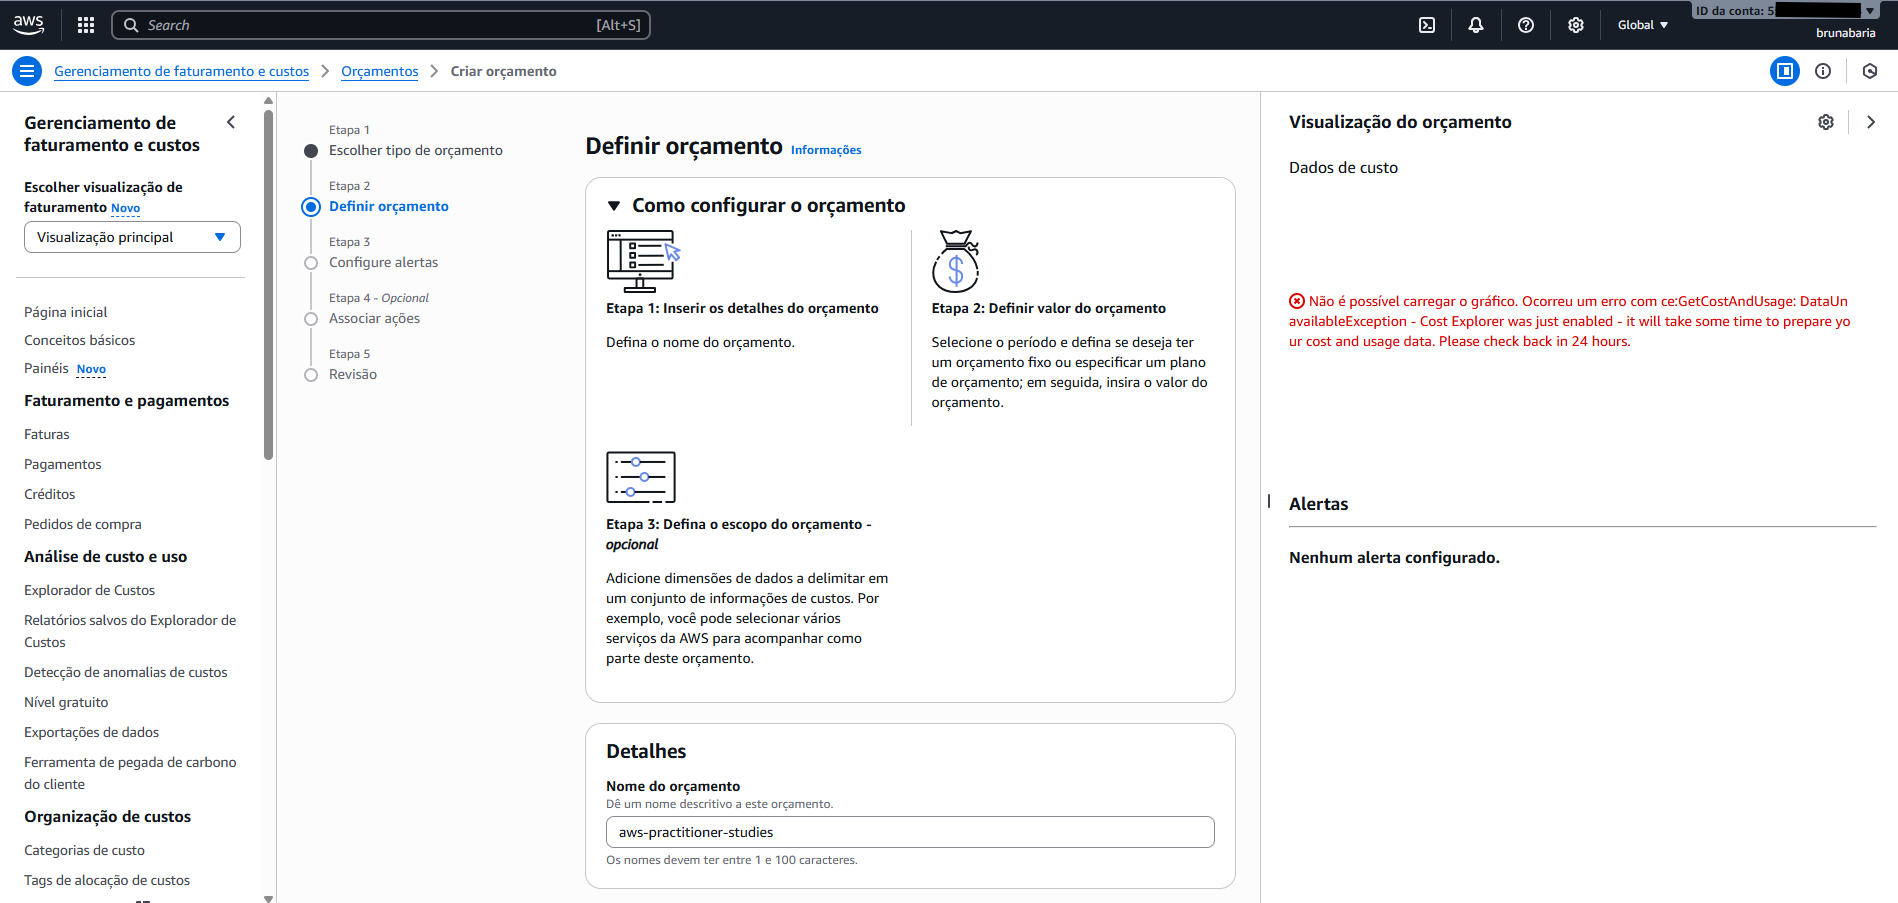 aws
Search
[Alt+S]
Global
ID da conta: 5
brunabaria
Gerenciamento de faturamento e custos
Orçamentos
Criar orçamento
Gerenciamento de
faturamento e custos
Escolher visualização de
faturamento Novo
Visualização principal
Página inicial
Conceitos básicos
Painéis Novo
Faturamento e pagamentos
Faturas
Pagamentos
Créditos
Pedidos de compra
Análise de custo e uso
Explorador de Custos
Relatórios salvos do Explorador de
Custos
Detecção de anomalias de custos
Nível gratuito
Exportações de dados
Ferramenta de pegada de carbono
do cliente
Organização de custos
Categorias de custo
Tags de alocação de custos
Etapa 1
Escolher tipo de orçamento
Etapa 2
Definir orçamento
Etapa 3
Configure alertas
Etapa 4 - Opcional
Associar ações
Etapa 5
Revisão
Definir orçamento Informações
Como configurar o orçamento
Etapa 1: Inserir os detalhes do orçamento
Defina o nome do orçamento.
Etapa 2: Definir valor do orçamento
Selecione o período e defina se deseja ter
um orçamento fixo ou especificar um plano
de orçamento; em seguida, insira o valor do
orçamento.
Etapa 3: Defina o escopo do orçamento -
opcional
Adicione dimensões de dados a delimitar em
um conjunto de informações de custos. Por
exemplo, você pode selecionar vários
serviços da AWS para acompanhar como
parte deste orçamento.
Detalhes
Nome do orçamento
Dê um nome descritivo a este orçamento.
aws-practitioner-studies
Os nomes devem ter entre 1 e 100 caracteres.
Visualização do orçamento
Dados de custo
Não é possível carregar o gráfico. Ocorreu um erro com ce:GetCostAndUsage: DataUn
availableException - Cost Explorer was just enabled - it will take some time to prepare yo
ur cost and usage data. Please check back in 24 hours.
Alertas
Nenhum alerta configurado.